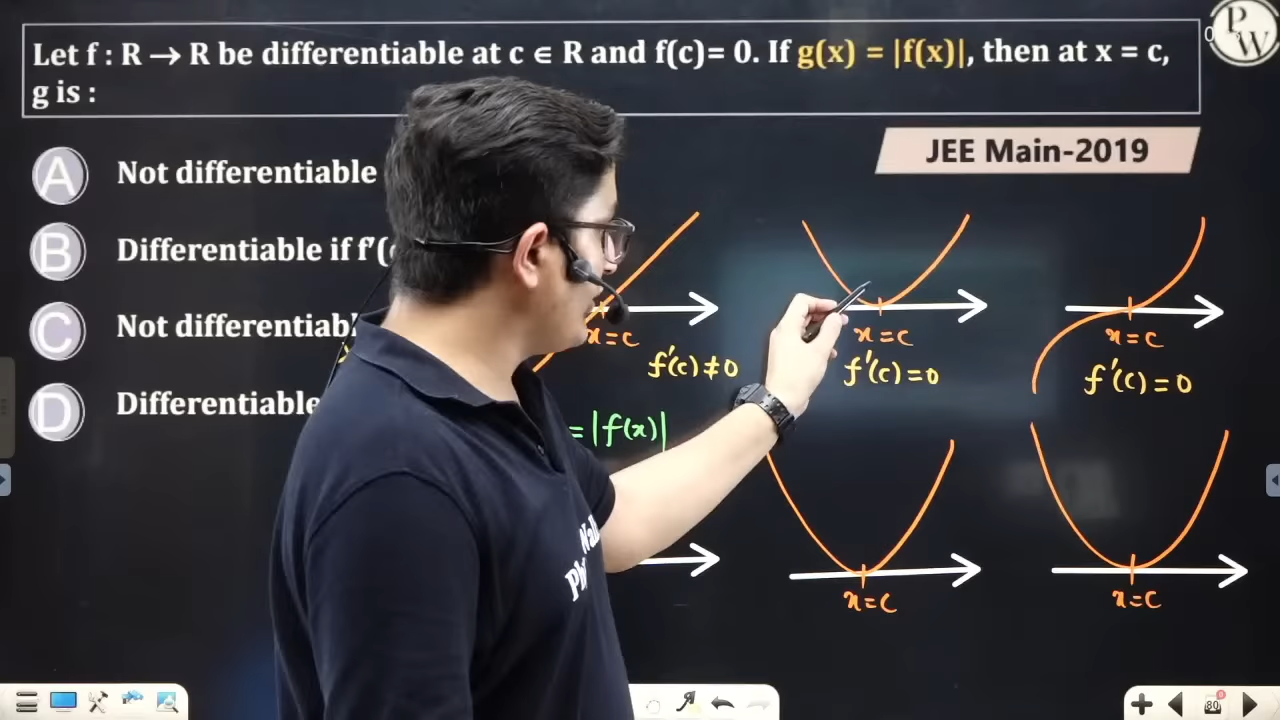 Let f : R → R be differentiable at c ∈ R and f(c)= 0. If g(x) = |f(x)|, then at x = c,
g is :
P
W
JEE Main-2019
A Not differentiable
B Differentiable if f′(
C Not differentiabl
D Differentiable
x=c
f'(c) ≠ 0
x=c
f'(c) = 0
x=c
f'(c) = 0
= |f(x)|
x=c
x=c
80